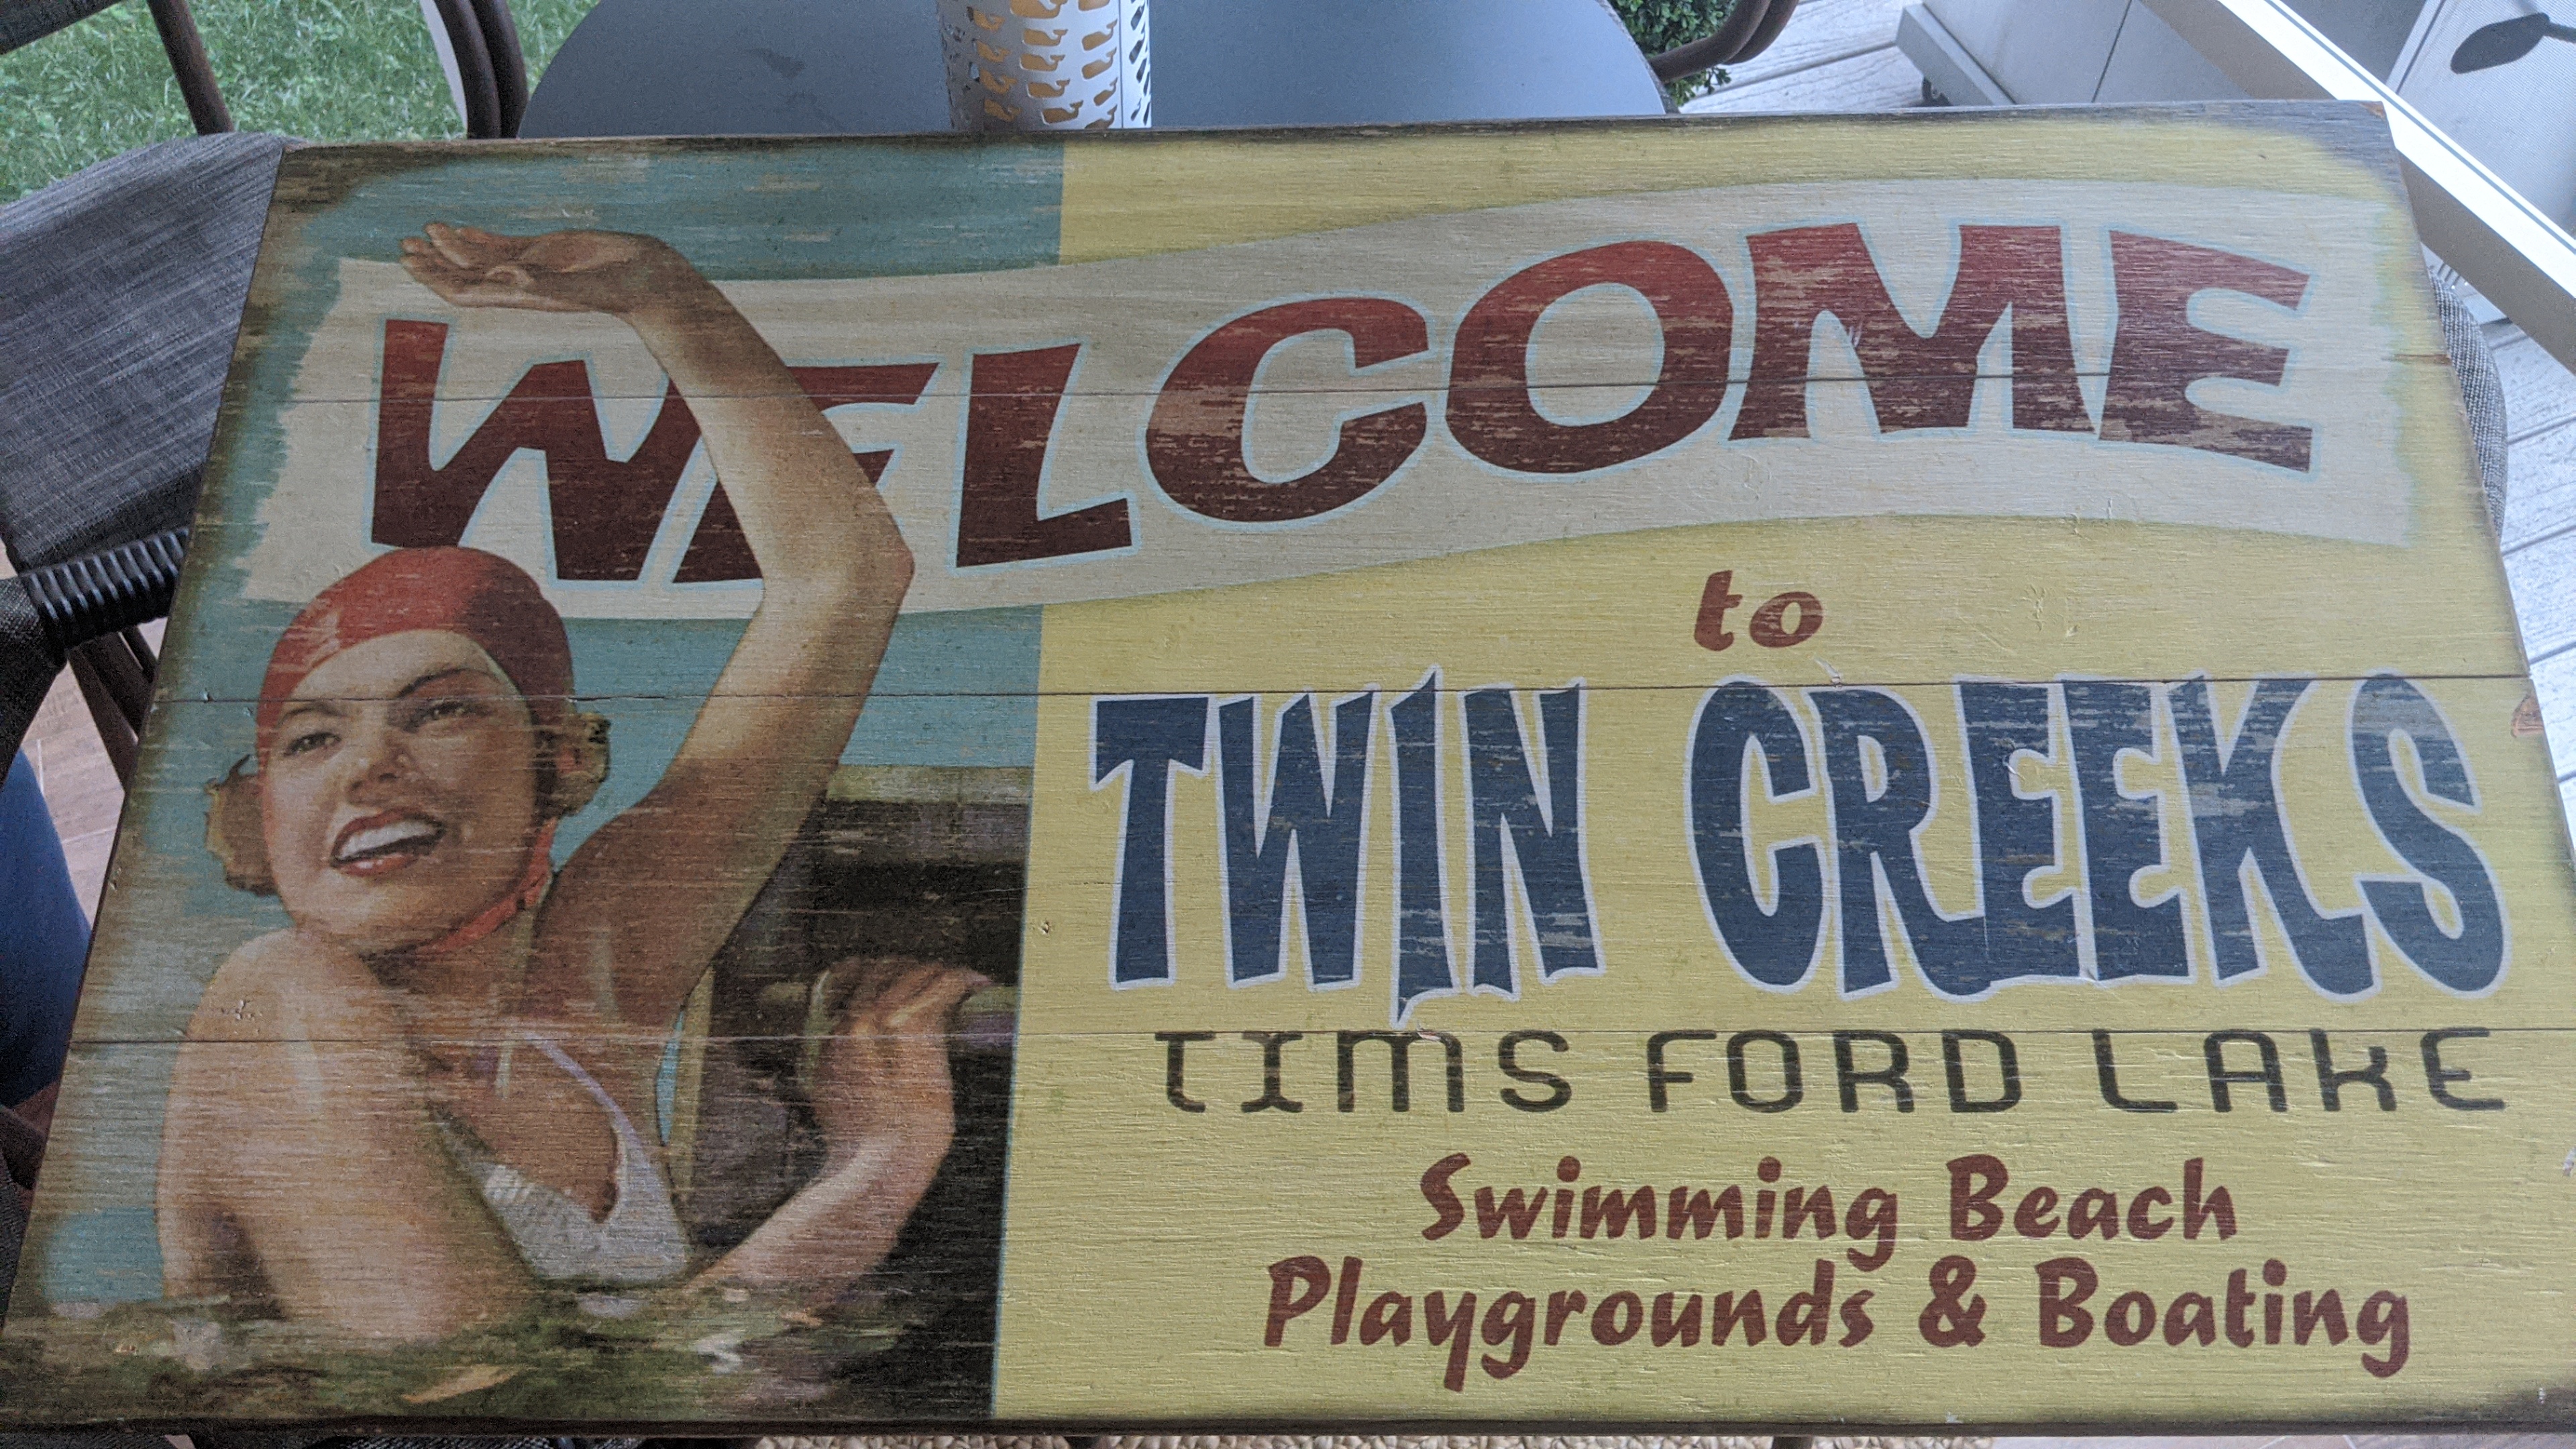 WELCOME
to
TWIN CREEKS
TIMS FORD LAKE
Swimming Beach
Playgrounds & Boating